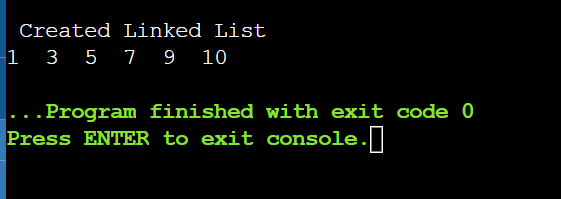 Created Linked List
1  3  5  7  9  10
...Program finished with exit code 0
Press ENTER to exit console.